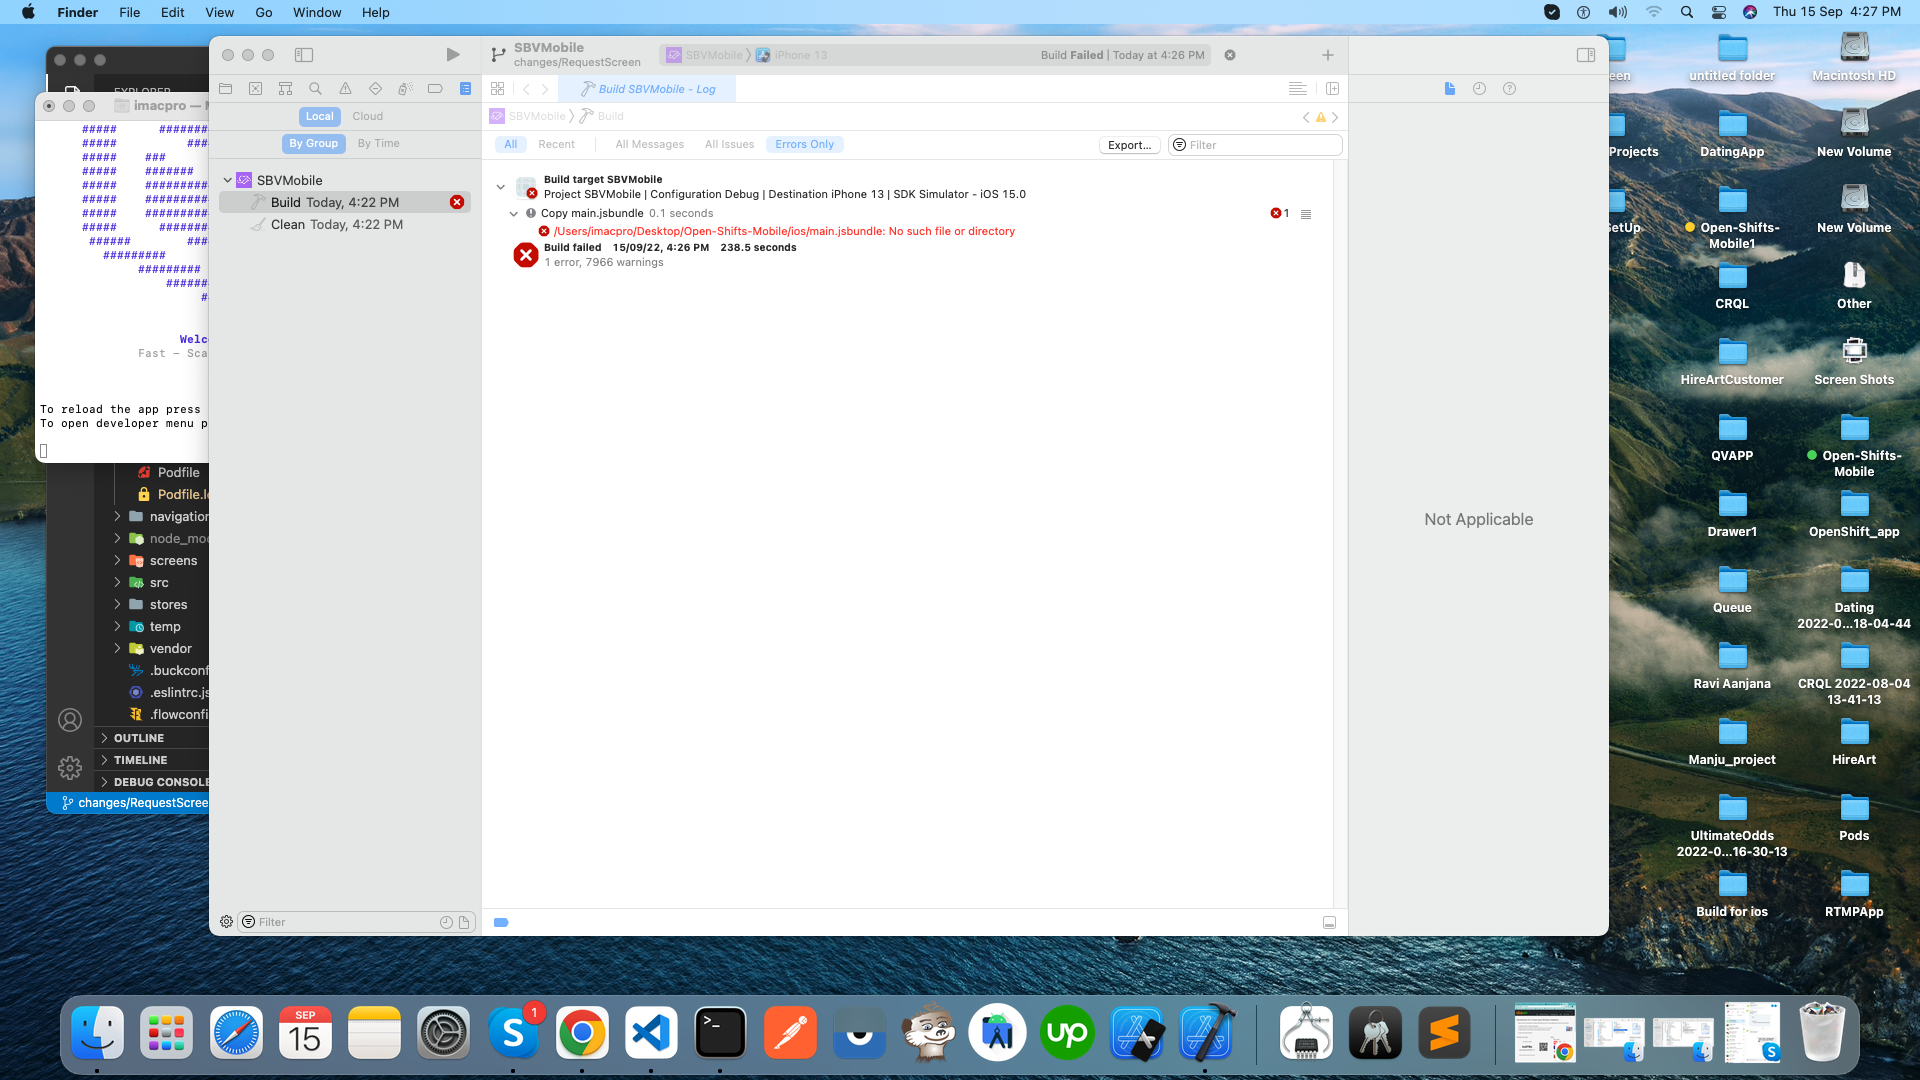 Finder File Edit View Go Window Help
Thu 15 Sep 4:27 PM
EXPLORER
imacpro —
##### ########
##### ####
##### ###
##### #######
##### #########
##### #########
##### #########
##### #######
###### ###
#########
#########
######
#
Welc
Fast — Sca
To reload the app press
To open developer menu p
Podfile
Podfile.l
navigation
node_mo
screens
src
stores
temp
vendor
.buckconf
.eslintrc.js
.flowconfi
OUTLINE
TIMELINE
DEBUG CONSOLE
changes/RequestScree
SBVMobile
changes/RequestScreen
SBVMobile
iPhone 13
Build Failed | Today at 4:26 PM
Build SBVMobile - Log
Local Cloud
By Group By Time
SBVMobile
Build Today, 4:22 PM
Clean Today, 4:22 PM
Filter
SBVMobile Build
All Recent All Messages All Issues Errors Only
Export...
Filter
Build target SBVMobile
Project SBVMobile | Configuration Debug | Destination iPhone 13 | SDK Simulator - iOS 15.0
Copy main.jsbundle 0.1 seconds
1
/Users/imacpro/Desktop/Open-Shifts-Mobile/ios/main.jsbundle: No such file or directory
Build failed 15/09/22, 4:26 PM 238.5 seconds
1 error, 7966 warnings
Not Applicable
een
untitled folder
Macintosh HD
Projects
DatingApp
New Volume
SetUp
Open-Shifts-
Mobile1
New Volume
CRQL
Other
HireArtCustomer
Screen Shots
QVAPP
Open-Shifts-
Mobile
Drawer1
OpenShift_app
Queue
Dating
2022-0...18-04-44
Ravi Aanjana
CRQL 2022-08-04
13-41-13
Manju_project
HireArt
UltimateOdds
2022-0...16-30-13
Pods
Build for ios
RTMPApp
SEP
15
S
1
>_
up
S